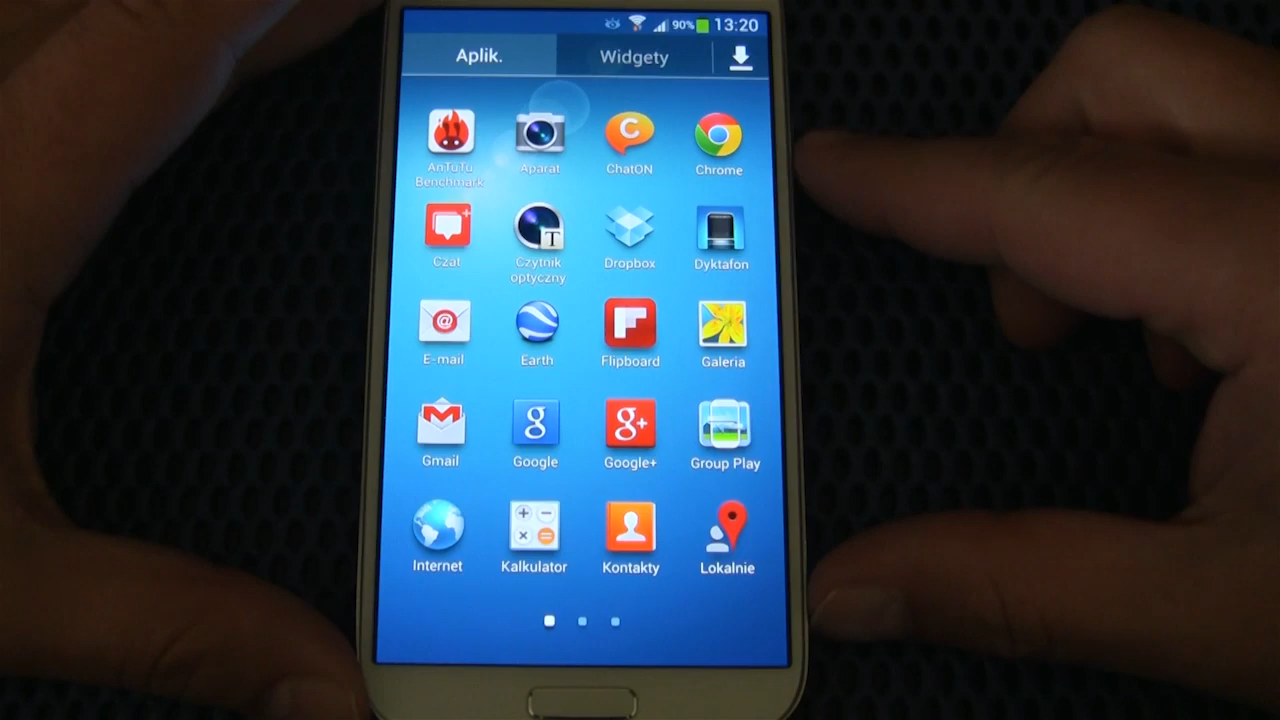 90% 13:20
Aplik. Widgety
AnTuTu Benchmark
Aparat
ChatON
Chrome
Czat
T
Czytnik optyczny
Dropbox
Dyktafon
E-mail
Earth
Flipboard
Galeria
Gmail
g
Google
g+
Google+
Group Play
Internet
Kalkulator
Kontakty
Lokalnie